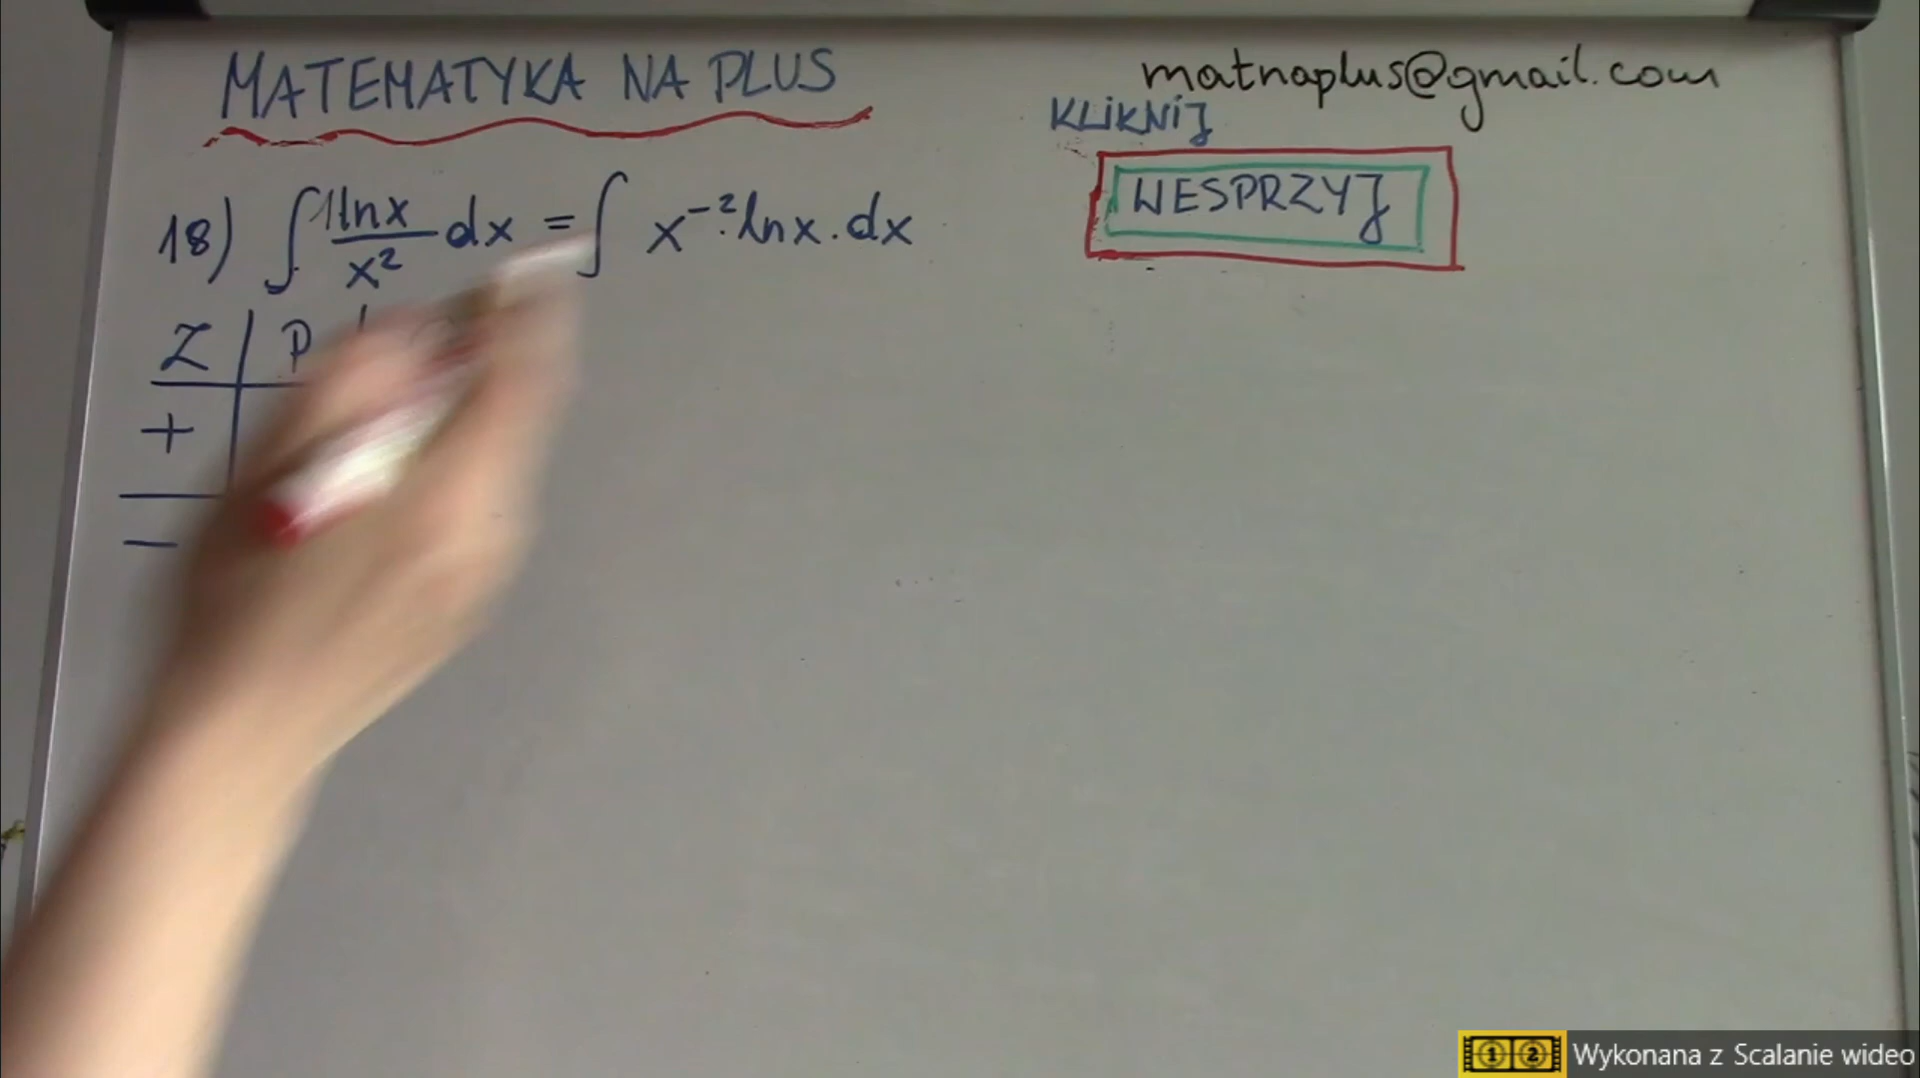 MATEMATYKA NA PLUS
matnaplus@gmail.com
KLIKNIJ
WESPRZYJ
18) ∫ 1·lnx / x² dx = ∫ x⁻²·lnx·dx
Z | P
+
−
Wykonana z Scalanie wideo